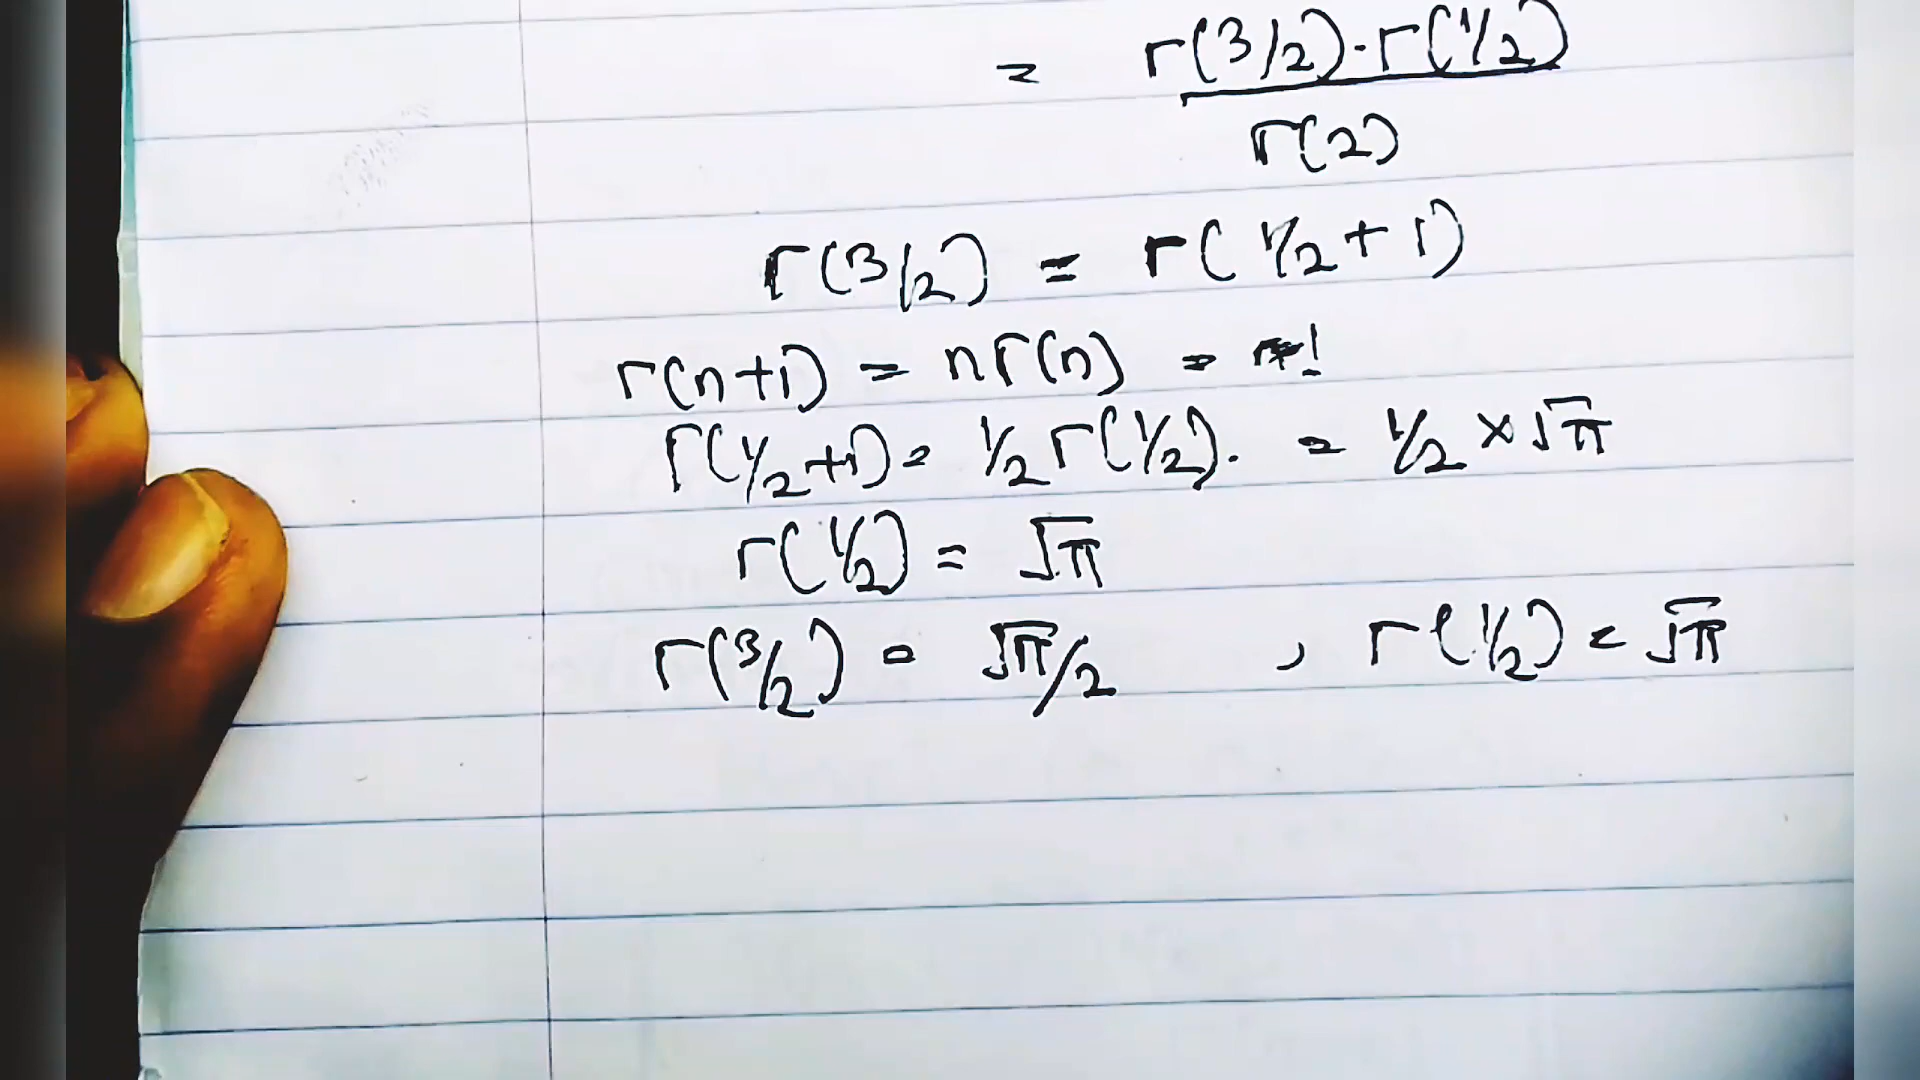 = Γ(3/2)·Γ(1/2)
Γ(2)
Γ(3/2) = Γ(1/2 + 1)
Γ(n+1) = nΓ(n) = n!
Γ(1/2+1) = 1/2 Γ(1/2). = 1/2 × √π
Γ(1/2) = √π
Γ(3/2) = √π/2 , Γ(1/2) = √π